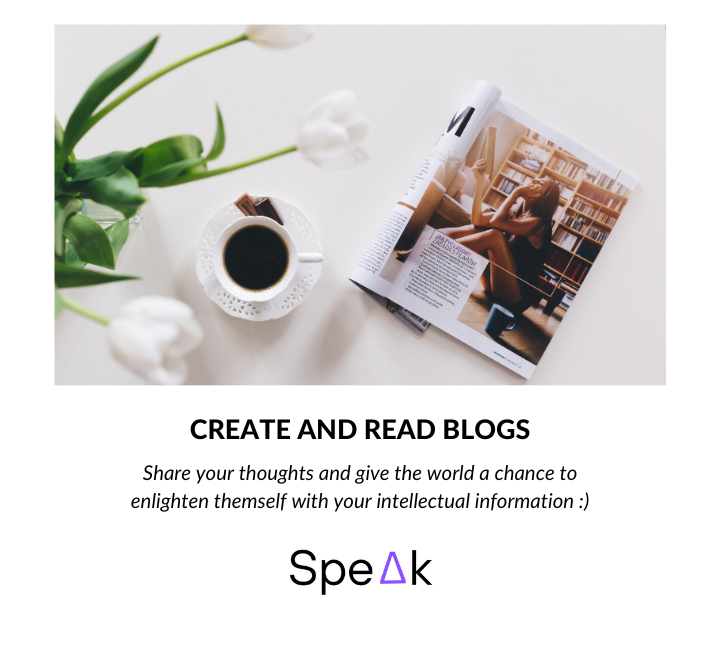 CREATE AND READ BLOGS
Share your thoughts and give the world a chance to
enlighten themself with your intellectual information :)
Spe∆k